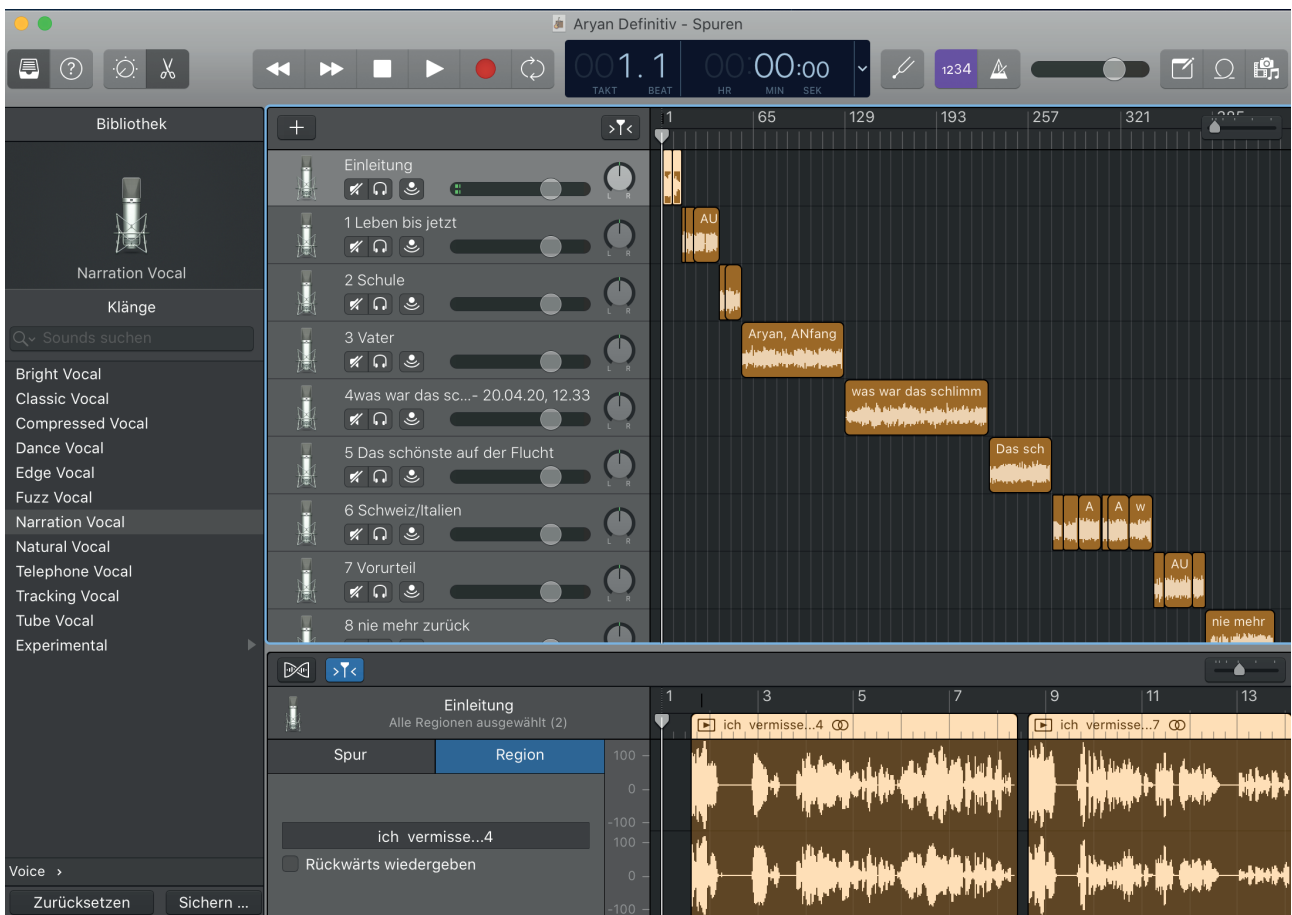 Aryan Definitiv - Spuren
001. 1
TAKT BEAT
00:00:00
HR MIN SEK
1234
Bibliothek
Narration Vocal
Klänge
Sounds suchen
Bright Vocal
Classic Vocal
Compressed Vocal
Dance Vocal
Edge Vocal
Fuzz Vocal
Narration Vocal
Natural Vocal
Telephone Vocal
Tracking Vocal
Tube Vocal
Experimental
Voice
Zurücksetzen
Sichern ...
1 65 129 193 257 321
Einleitung
L R
1 Leben bis jetzt
L R
AU
2 Schule
L R
3 Vater
L R
Aryan, ANfang
4was war das sc...- 20.04.20, 12.33
L R
was war das schlimm
5 Das schönste auf der Flucht
L R
Das sch
6 Schweiz/Italien
L R
A A w
7 Vorurteil
L R
AU
8 nie mehr zurück
nie mehr
1 3 5 7 9 11 13
Einleitung
Alle Regionen ausgewählt (2)
ich vermisse...4
ich vermisse...7
Spur
Region
100
0
-100
100
0
-100
ich vermisse...4
Rückwärts wiedergeben